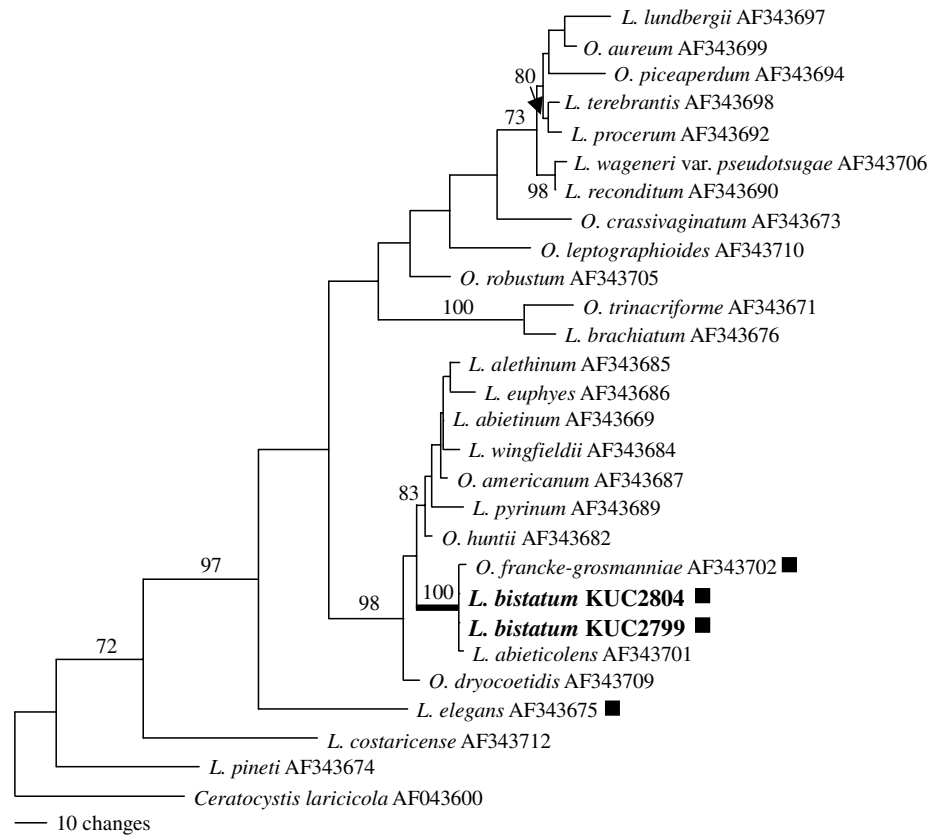 L. lundbergii AF343697
O. aureum AF343699
O. piceaperdum AF343694
80
L. terebrantis AF343698
73
L. procerum AF343692
L. wageneri var. pseudotsugae AF343706
98
L. reconditum AF343690
O. crassivaginatum AF343673
O. leptographioides AF343710
O. robustum AF343705
100
O. trinacriforme AF343671
L. brachiatum AF343676
L. alethinum AF343685
L. euphyes AF343686
L. abietinum AF343669
L. wingfieldii AF343684
O. americanum AF343687
83
L. pyrinum AF343689
O. huntii AF343682
97
O. francke-grosmanniae AF343702
100
L. bistatum KUC2804
98
L. bistatum KUC2799
72
L. abieticolens AF343701
O. dryocoetidis AF343709
L. elegans AF343675
L. costaricense AF343712
L. pineti AF343674
Ceratocystis laricicola AF043600
10 changes